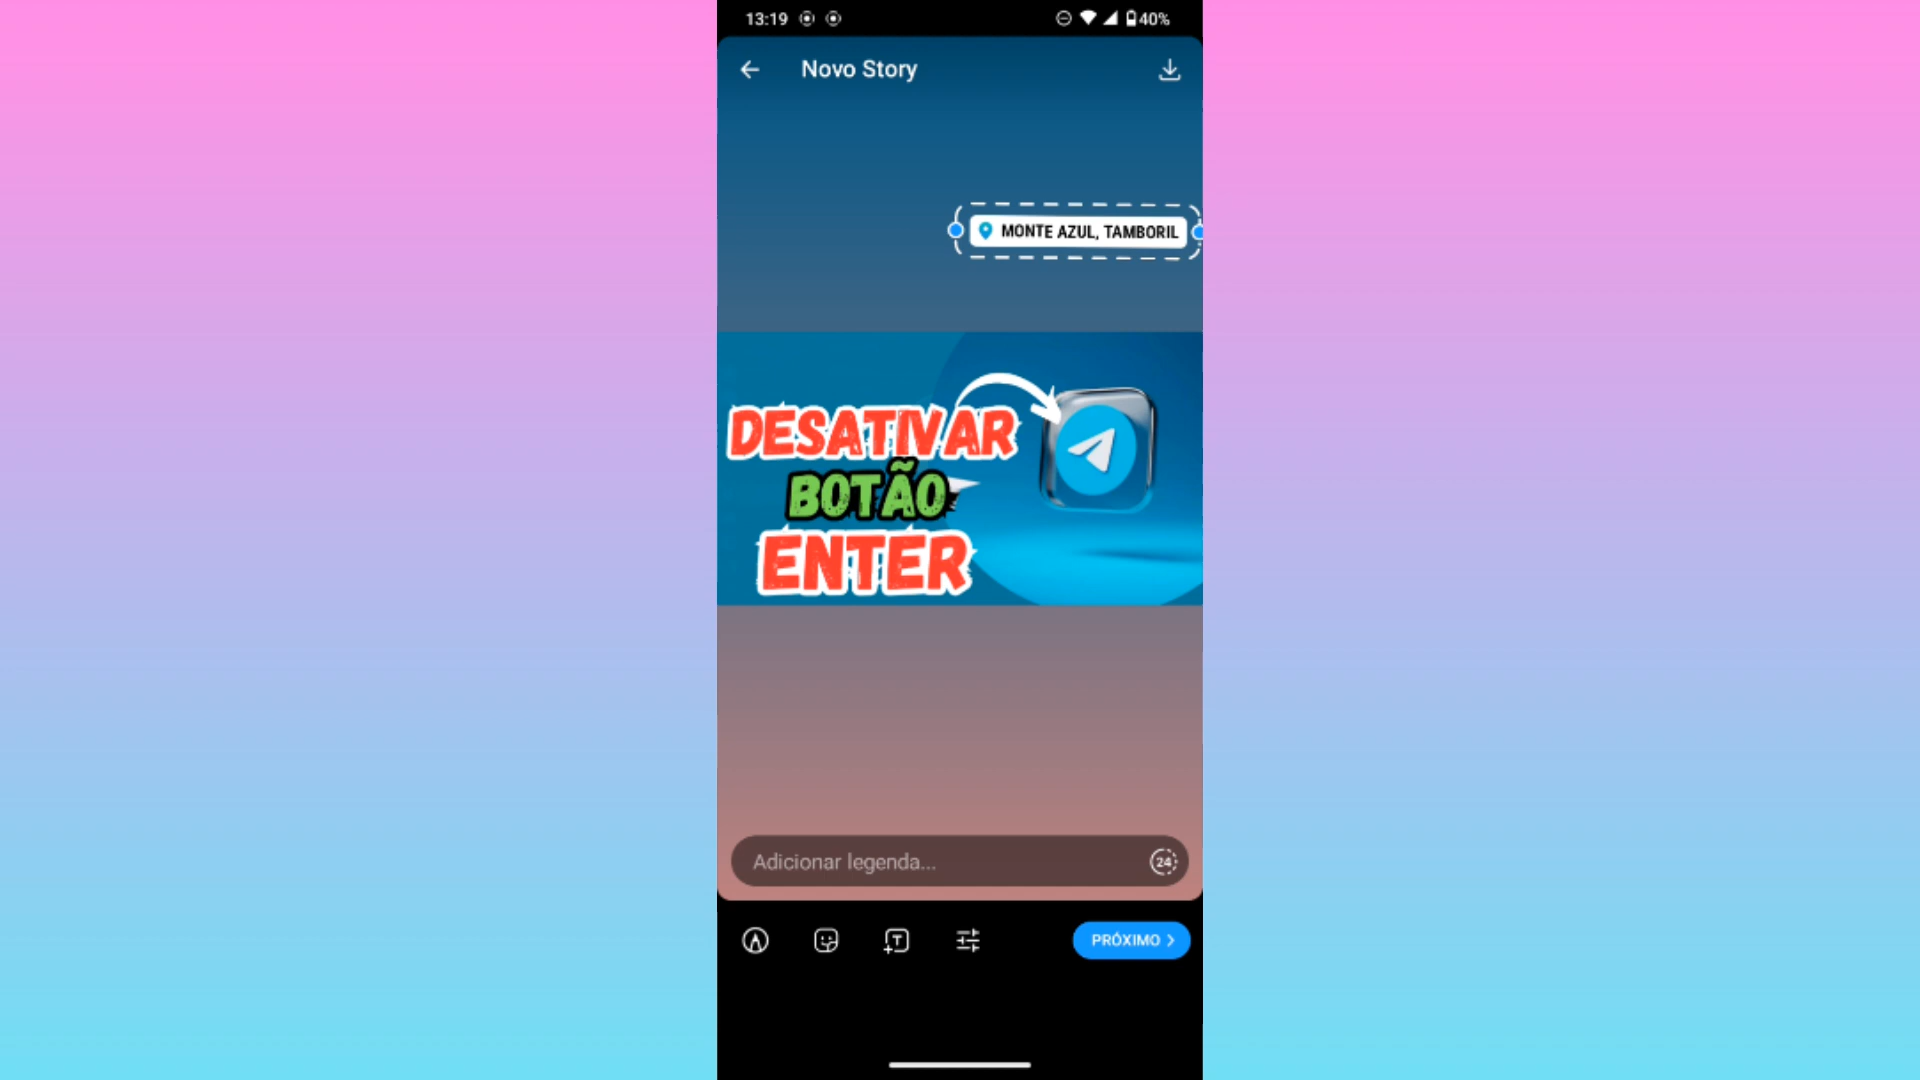 13:19
40%
Novo Story
MONTE AZUL, TAMBORIL
DESATIVAR
BOTÃO
ENTER
Adicionar legenda...
24
T
PRÓXIMO